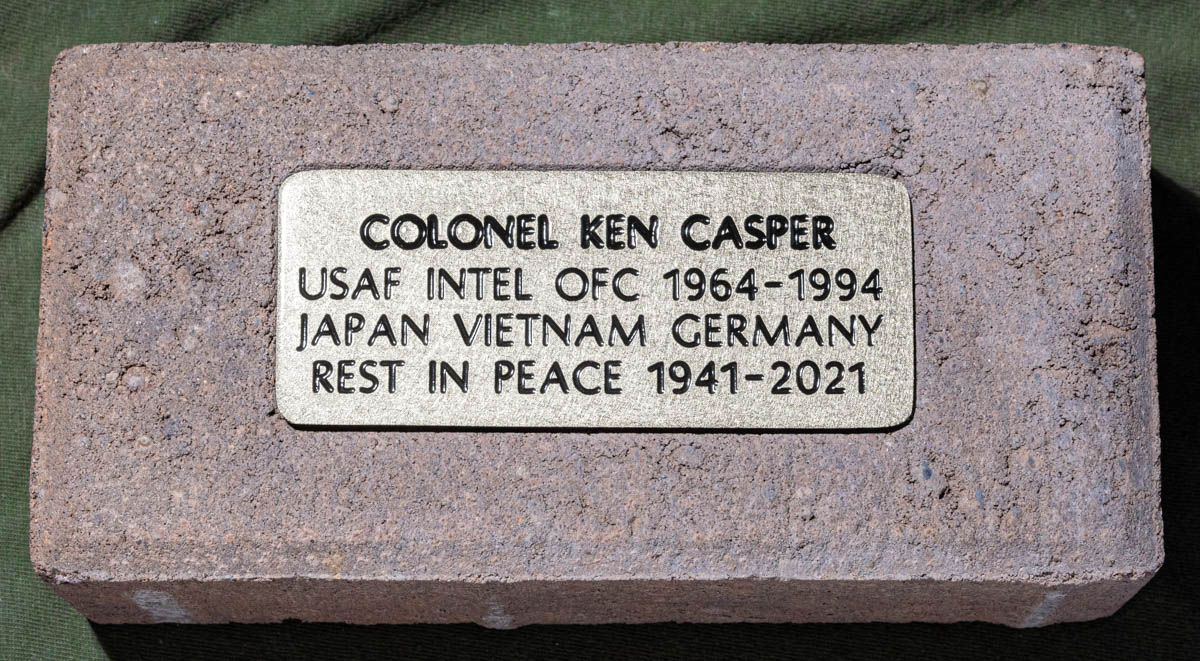 COLONEL KEN CASPER
USAF INTEL OFC 1964-1994
JAPAN VIETNAM GERMANY
REST IN PEACE 1941-2021